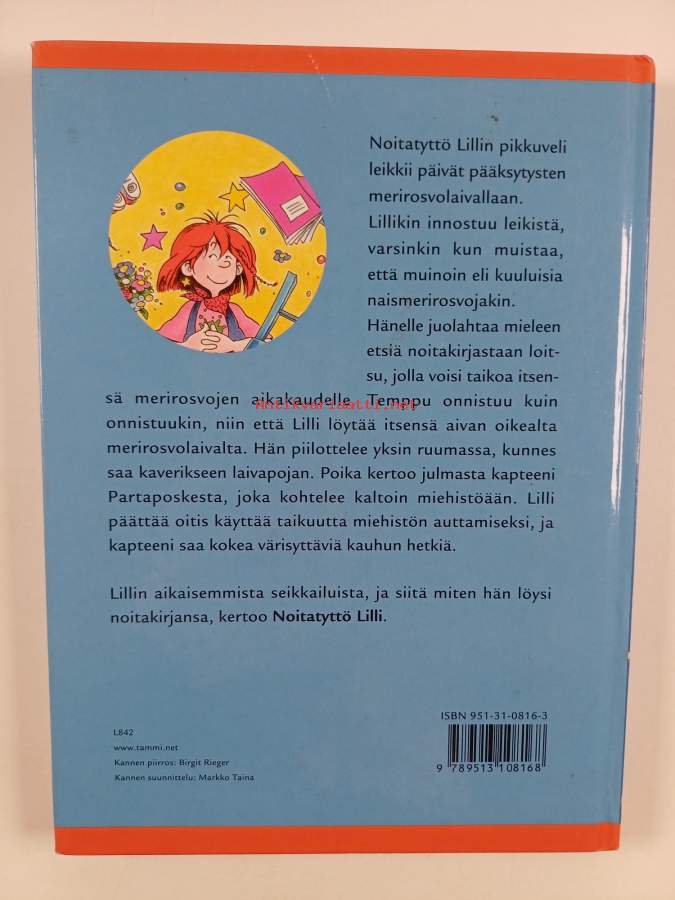 Noitatyttö Lillin pikkuveli
leikkii päivät pääksytysten
merirosvolaivallaan.
Lillikin innostuu leikistä,
varsinkin kun muistaa,
että muinoin eli kuuluisia
naismerirosvojakin.
Hänelle juolahtaa mieleen
etsiä noitakirjastaan loit-
su, jolla voisi taikoa itsen-
sä merirosvojen aikakaudelle. Temppu onnistuu kuin
Antikvariaatti.net
onnistuukin, niin että Lilli löytää itsensä aivan oikealta
merirosvolaivalta. Hän piilottelee yksin ruumassa, kunnes
saa kaverikseen laivapojan. Poika kertoo julmasta kapteeni
Partaposkesta, joka kohtelee kaltoin miehistöään. Lilli
päättää oitis käyttää taikuutta miehistön auttamiseksi, ja
kapteeni saa kokea värisyttäviä kauhun hetkiä.
Lillin aikaisemmista seikkailuista, ja siitä miten hän löysi
noitakirjansa, kertoo Noitatyttö Lilli.
L842
www.tammi.net
Kannen piirros: Birgit Rieger
Kannen suunnittelu: Markko Taina
ISBN 951-31-0816-3
9 789513 108168